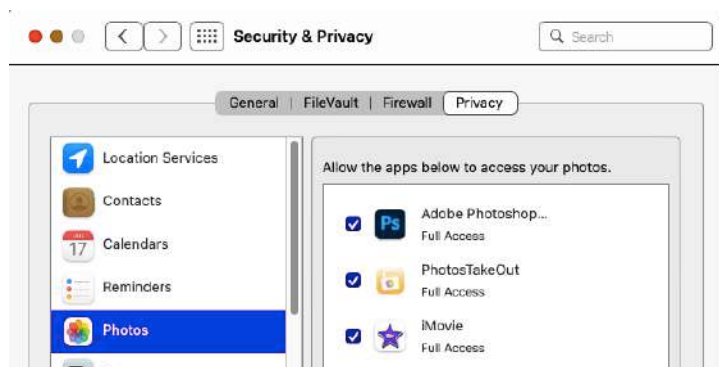 Security & Privacy
Search
General | FileVault | Firewall | Privacy
Location Services
Contacts
17
Calendars
Reminders
Photos
Allow the apps below to access your photos.
Ps
Adobe Photoshop...
Full Access
PhotosTakeOut
Full Access
iMovie
Full Access